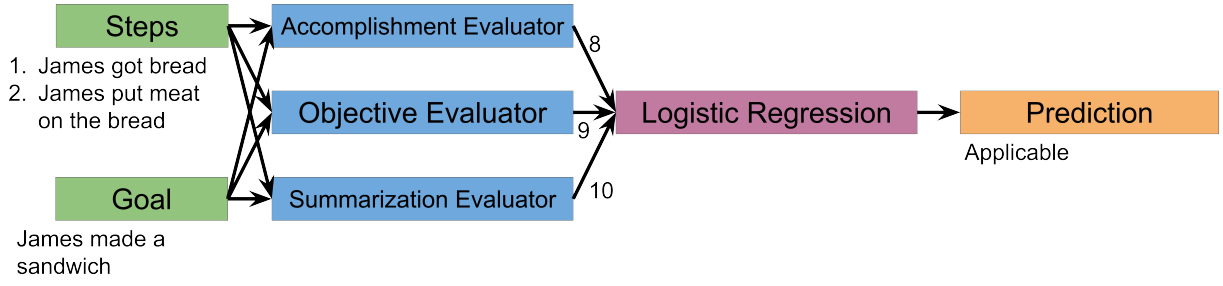 Steps
1. James got bread
2. James put meat
on the bread
Goal
James made a
sandwich
Accomplishment Evaluator
8
Objective Evaluator
9
Summarization Evaluator
10
Logistic Regression
Prediction
Applicable